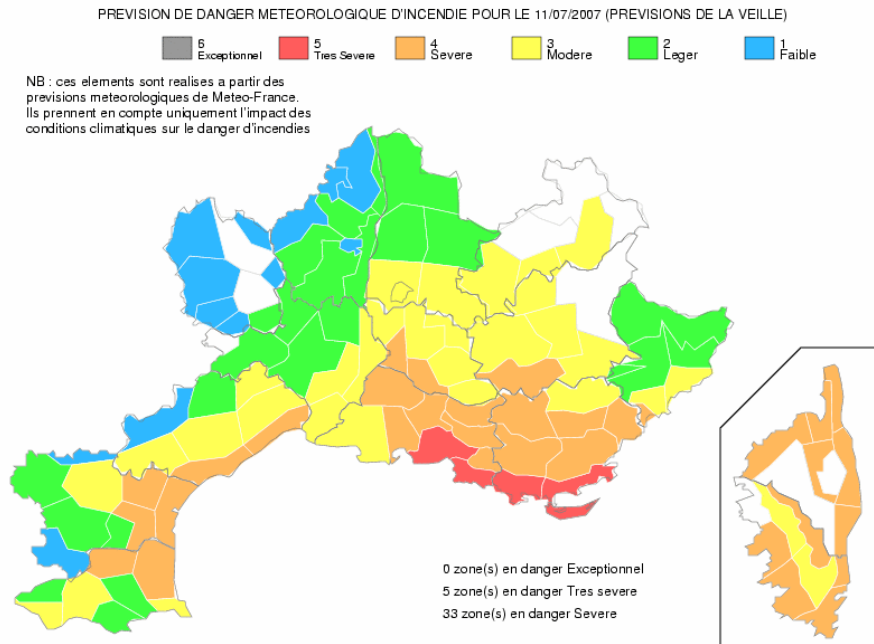 PREVISION DE DANGER METEOROLOGIQUE D'INCENDIE POUR LE 11/07/2007 (PREVISIONS DE LA VEILLE)
6 Exceptionnel
5 Tres Severe
4 Severe
3 Modere
2 Leger
1 Faible
NB : ces elements sont realises a partir des
previsions meteorologiques de Meteo-France.
Ils prennent en compte uniquement l'impact des
conditions climatiques sur le danger d'incendies
0 zone(s) en danger Exceptionnel
5 zone(s) en danger Tres severe
33 zone(s) en danger Severe